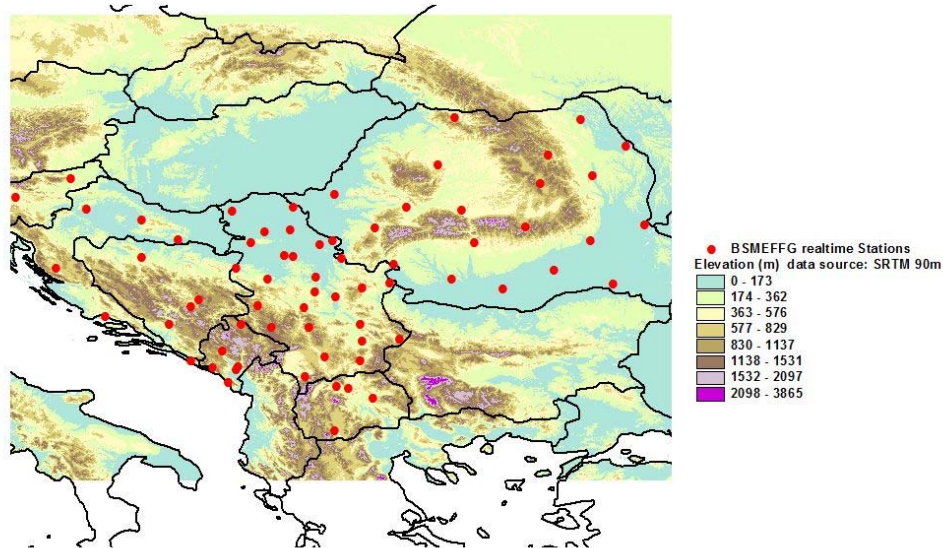 BSMEFFG realtime Stations
Elevation (m) data source: SRTM 90m
0 - 173
174 - 362
363 - 576
577 - 829
830 - 1137
1138 - 1531
1532 - 2097
2098 - 3865